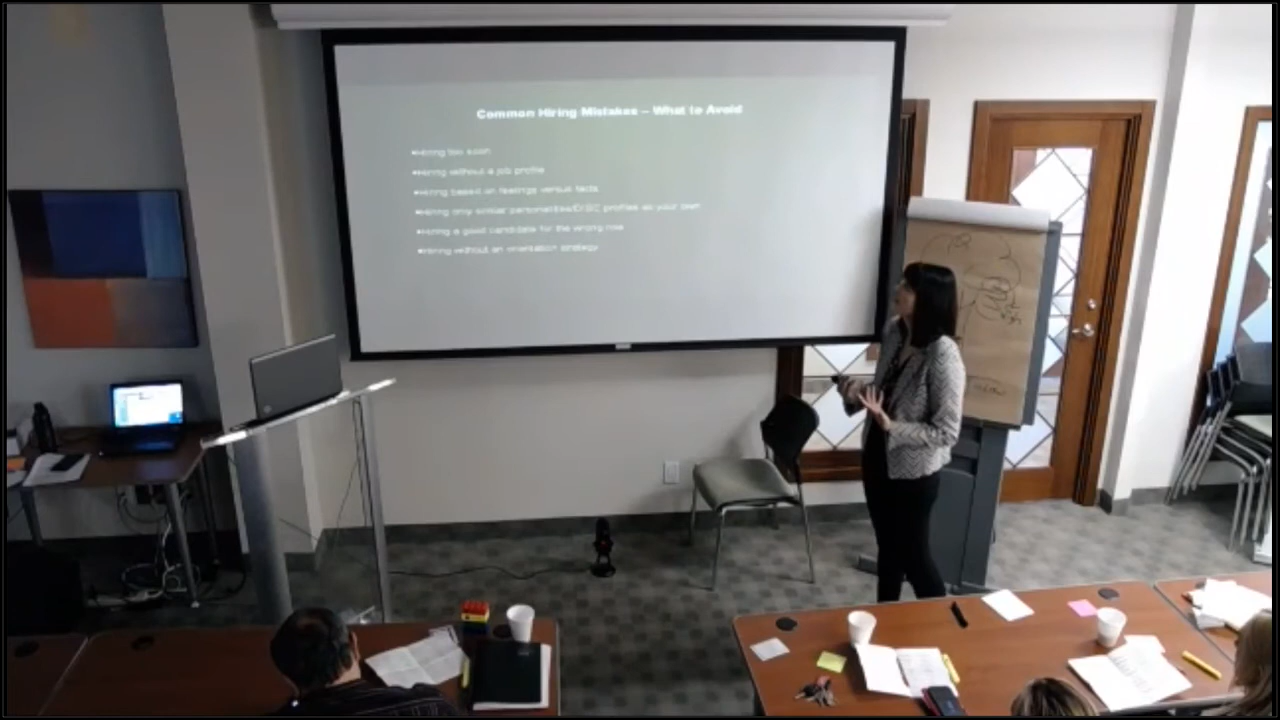 Common Hiring Mistakes – What to Avoid
•Hiring too soon
•Hiring without a job profile
•Hiring based on feelings versus facts
•Hiring only similar personalities/DISC profiles as your own
•Hiring a good candidate for the wrong role
•Hiring without an orientation strategy